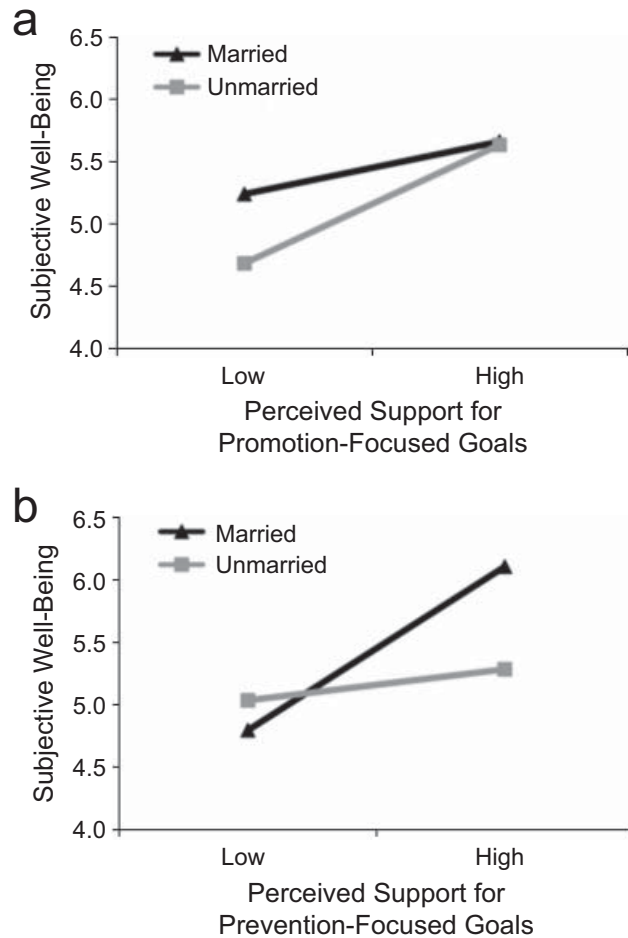 a
6.5
Married
Unmarried
6.0
5.5
5.0
4.5
4.0
Subjective Well-Being
Low
High
Perceived Support for
Promotion-Focused Goals
b
6.5
Married
Unmarried
6.0
5.5
5.0
4.5
4.0
Subjective Well-Being
Low
High
Perceived Support for
Prevention-Focused Goals